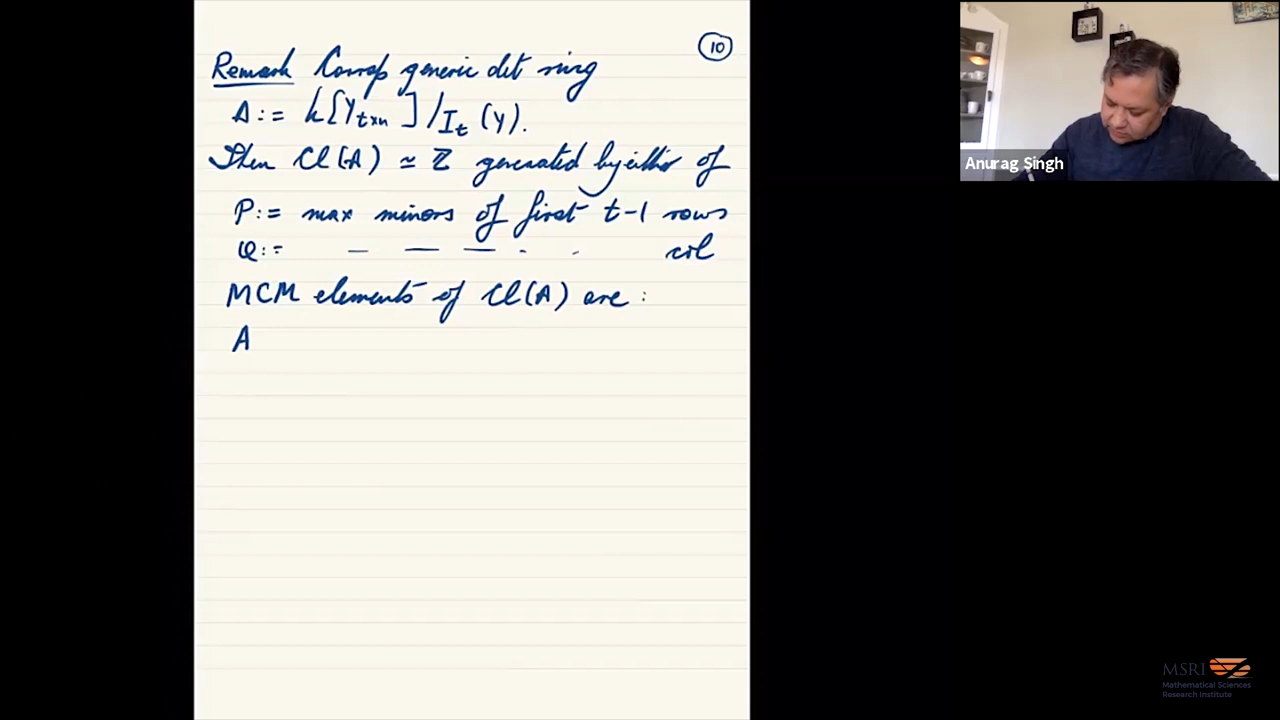 10
Remark Corresp generic det ring
A := k[Y_{t×n}] / I_t (Y).
Then Cl(A) ≃ ℤ generated by either of
P := max minors of first t-1 rows
Q := — — — - - col
MCM elements of Cl(A) are :
A
Anurag Singh
MSRI
Mathematical Sciences
Research Institute